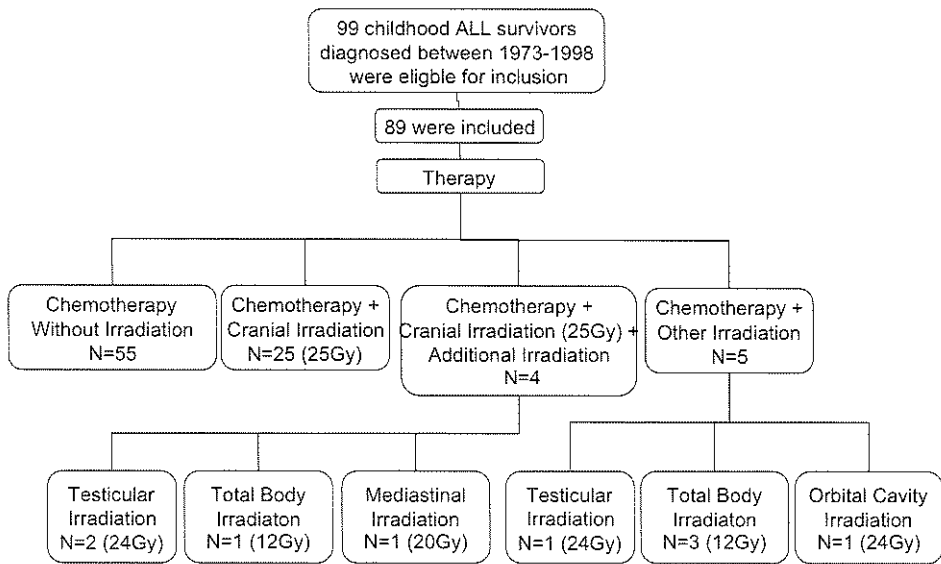 99 childhood ALL survivors
diagnosed between 1973-1998
were eligble for inclusion
89 were included
Therapy
Chemotherapy
Without Irradiation
N=55
Chemotherapy +
Cranial Irradiation
N=25 (25Gy)
Chemotherapy +
Cranial Irradiation (25Gy) +
Additional Irradiation
N=4
Chemotherapy +
Other Irradiation
N=5
Testicular
Irradiation
N=2 (24Gy)
Total Body
Irradiaton
N=1 (12Gy)
Mediastinal
Irradiation
N=1 (20Gy)
Testicular
Irradiation
N=1 (24Gy)
Total Body
Irradiaton
N=3 (12Gy)
Orbital Cavity
Irradiation
N=1 (24Gy)